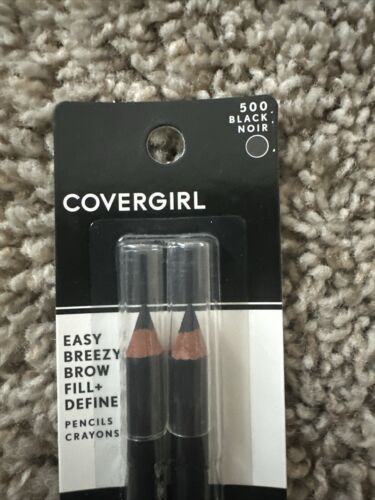 500
BLACK
NOIR
COVERGIRL
EASY
BREEZY
BROW
FILL+
DEFINE
PENCILS
CRAYONS